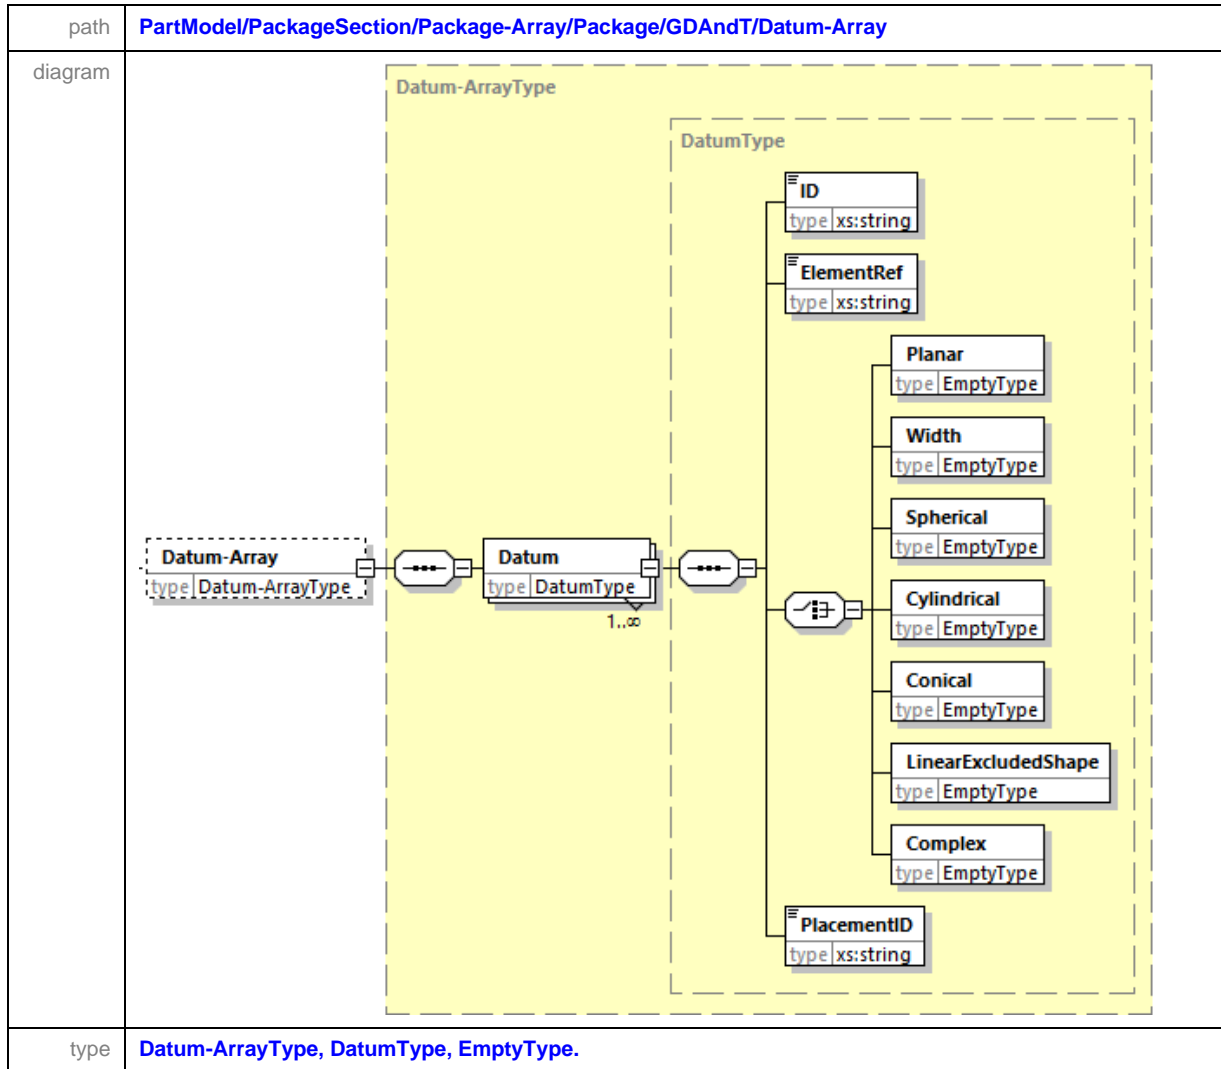 path
PartModel/PackageSection/Package-Array/Package/GDAndT/Datum-Array
diagram
Datum-ArrayType
DatumType
ID
type xs:string
ElementRef
type xs:string
Planar
type EmptyType
Width
type EmptyType
Spherical
type EmptyType
Datum-Array
type Datum-ArrayType
Datum
type DatumType
1..∞
Cylindrical
type EmptyType
Conical
type EmptyType
LinearExcludedShape
type EmptyType
Complex
type EmptyType
PlacementID
type xs:string
type
Datum-ArrayType, DatumType, EmptyType.